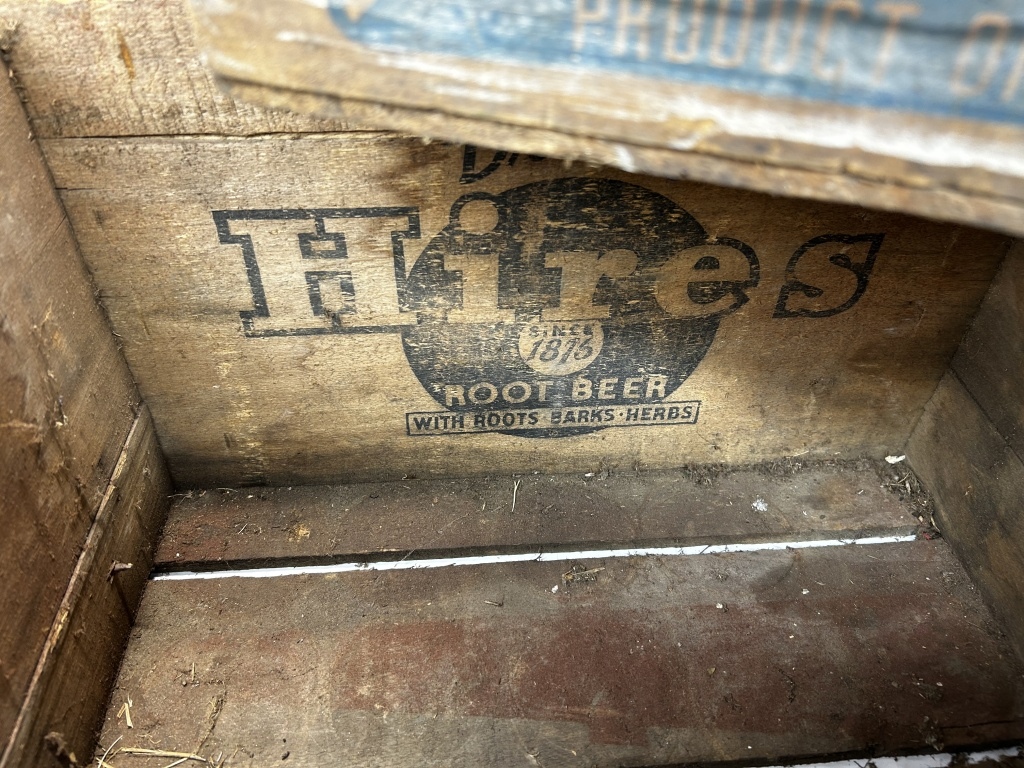 PRODUCT O
Hires
SINCE
1876
ROOT BEER
WITH ROOTS BARKS·HERBS